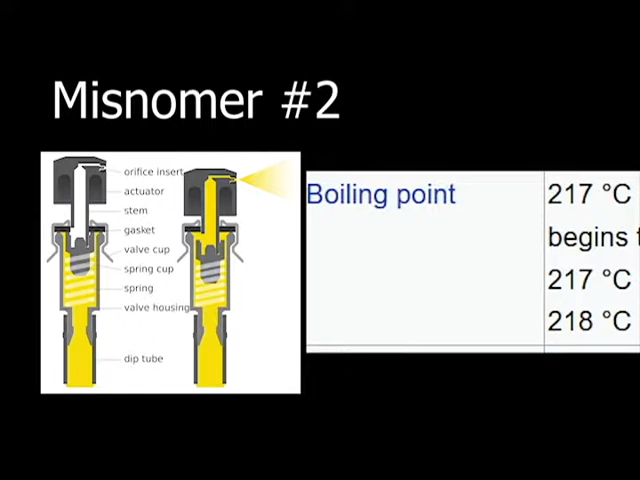 Misnomer #2
orifice insert
actuator
stem
gasket
valve cup
spring cup
spring
valve housing
dip tube
Boiling point
217 °C
begins
217 °C
218 °C